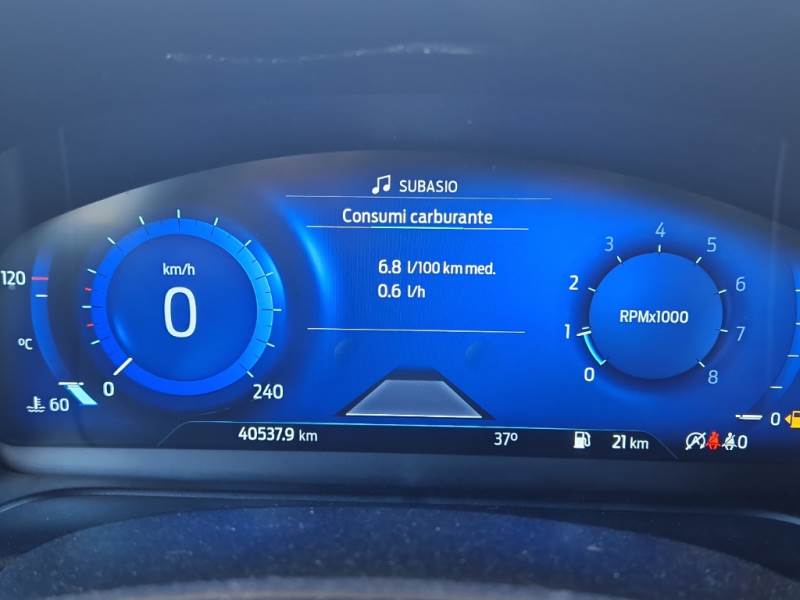 SUBASIO
Consumi carburante
6.8 l/100 km med.
0.6 l/h
km/h
0
0
240
120
ºC
60
RPMx1000
0
1
2
3
4
5
6
7
8
0
40537.9 km
37º
21 km
0